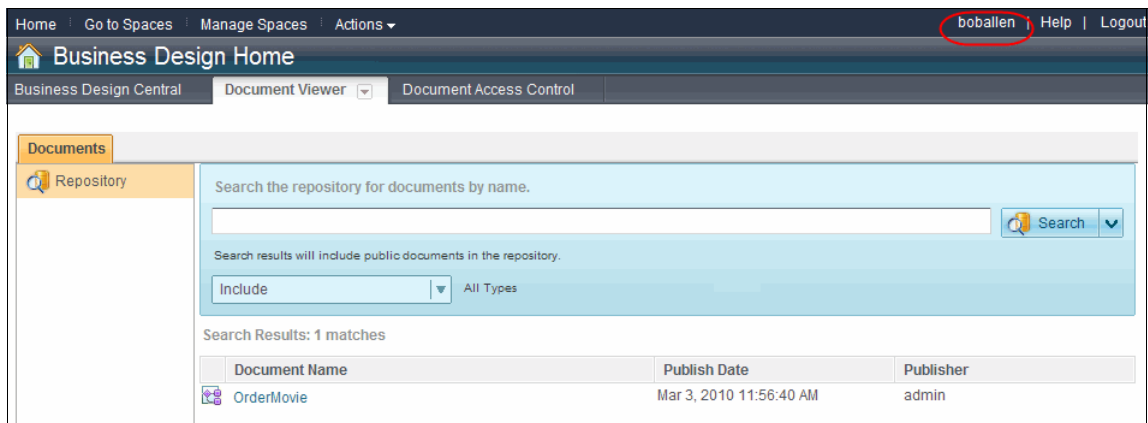 Home Go to Spaces Manage Spaces Actions boballen | Help | Logout
Business Design Home
Business Design Central Document Viewer Document Access Control
Documents
Repository
Search the repository for documents by name.
Search
Search results will include public documents in the repository.
Include All Types
Search Results: 1 matches
Document Name Publish Date Publisher
OrderMovie Mar 3, 2010 11:56:40 AM admin